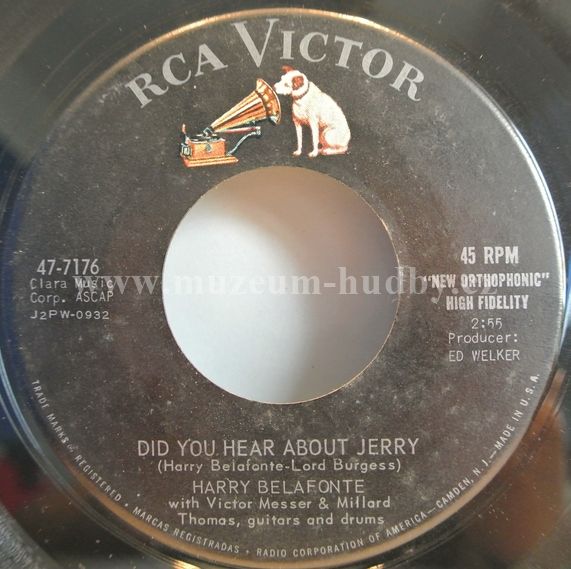 RCA VICTOR
47-7176
Clara Music
Corp. ASCAP
J2PW-0932
45 RPM
"NEW ORTHOPHONIC"
HIGH FIDELITY
2:55
Producer:
ED WELKER
www.muzeum-hudby.cz
DID YOU HEAR ABOUT JERRY
(Harry Belafonte-Lord Burgess)
HARRY BELAFONTE
with Victor Messer & Millard
Thomas, guitars and drums
TRADE MARKS ® REGISTERED • MARCAS REGISTRADAS • RADIO CORPORATION OF AMERICA—CAMDEN, N.J.—MADE IN U.S.A.